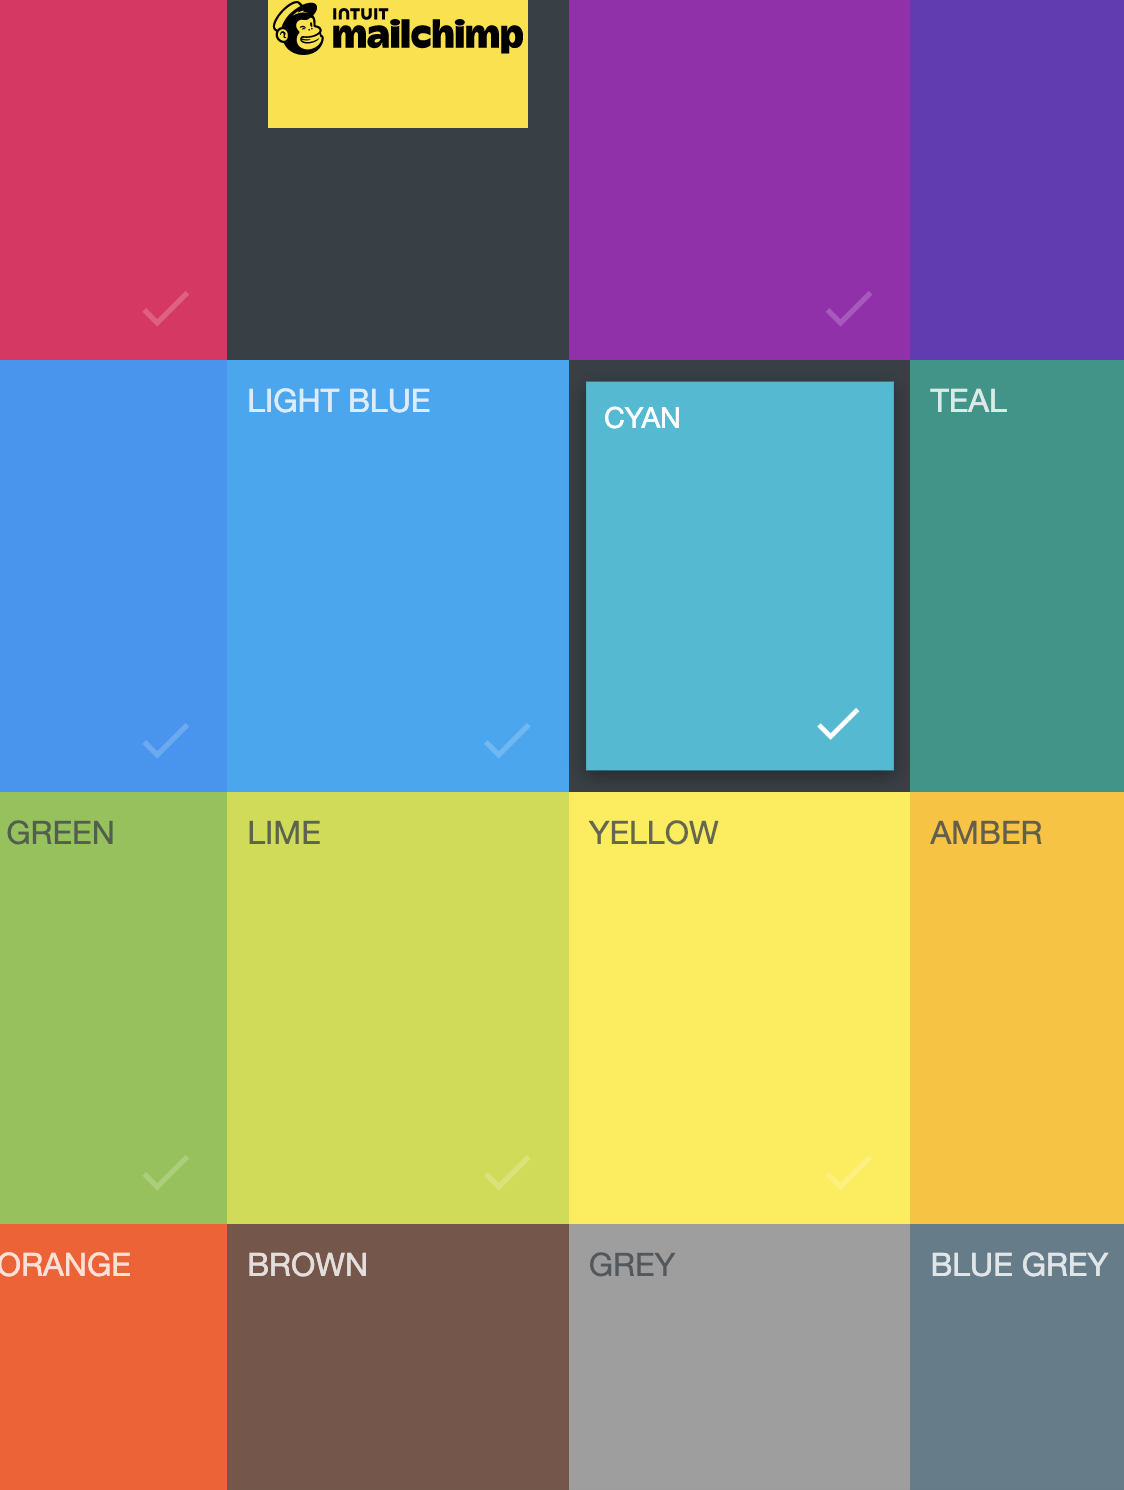 INTUIT
mailchimp
LIGHT BLUE
CYAN
TEAL
GREEN
LIME
YELLOW
AMBER
ORANGE
BROWN
GREY
BLUE GREY